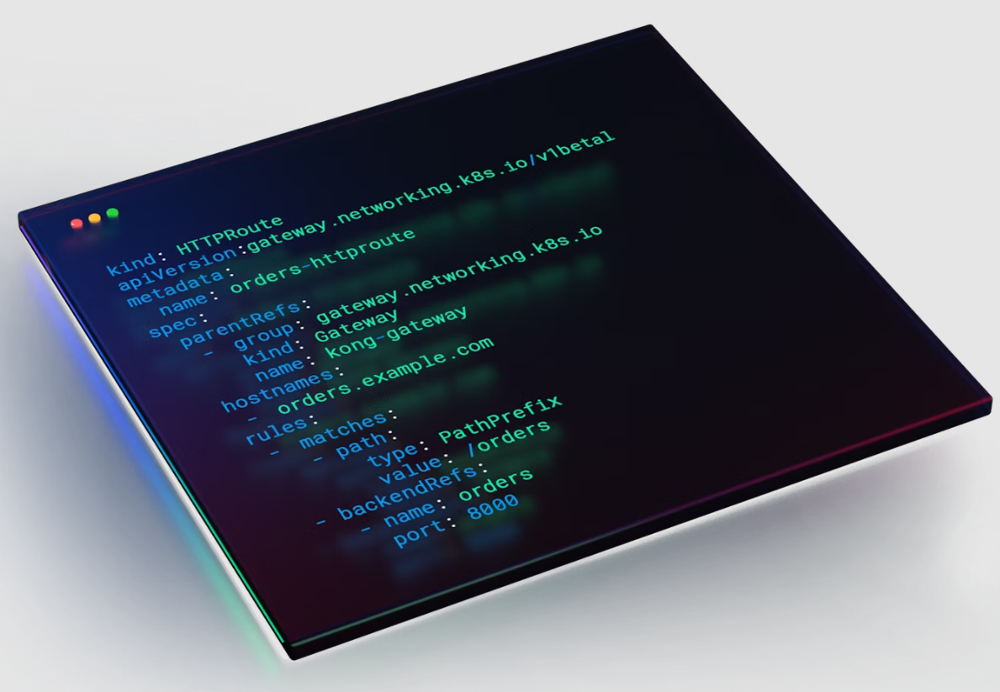 kind: HTTPRoute
apiVersion:gateway.networking.k8s.io/v1beta1
metadata:
  name: orders-httproute
spec:
  parentRefs:
    - group: gateway.networking.k8s.io
      kind: Gateway
      name: kong-gateway
  hostnames:
    - orders.example.com
  rules:
    - matches:
      - path:
          type: PathPrefix
          value: /orders
    - backendRefs:
      - name: orders
        port: 8000